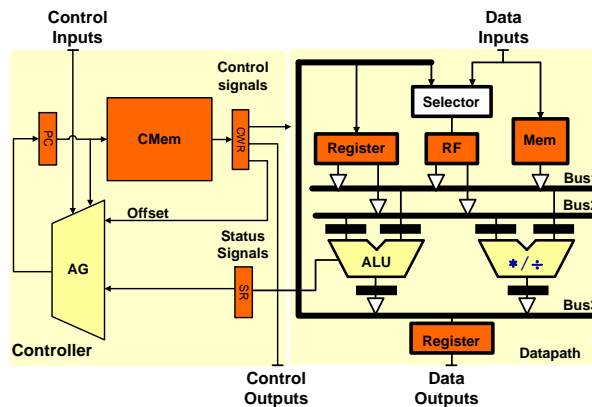 Control
Inputs
Data
Inputs
Control
signals
PC
CMem
CWR
Selector
Register
RF
Mem
Bus1
Bus2
Offset
Status
Signals
AG
SR
ALU
* / ÷
Bus3
Controller
Register
Datapath
Control
Outputs
Data
Outputs